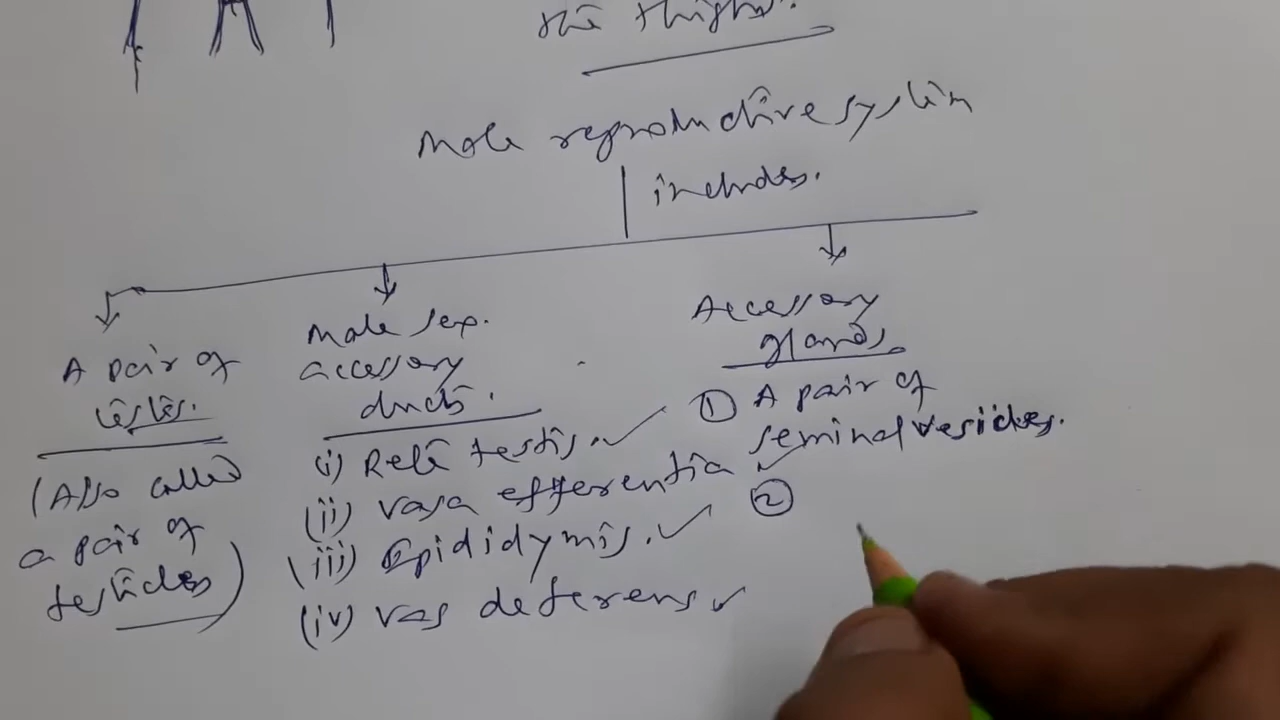 the thighs.
Male reproductive system
includes.
A pair of
testes.
(Also called
a pair of
testicles)
Male sex.
accessory
ducts.
(i) Rete testis.
(ii) vasa efferentia
(iii) Epididymis.
(iv) vas deferens
Accessory
glands.
① A pair of
seminal vesicles.
②